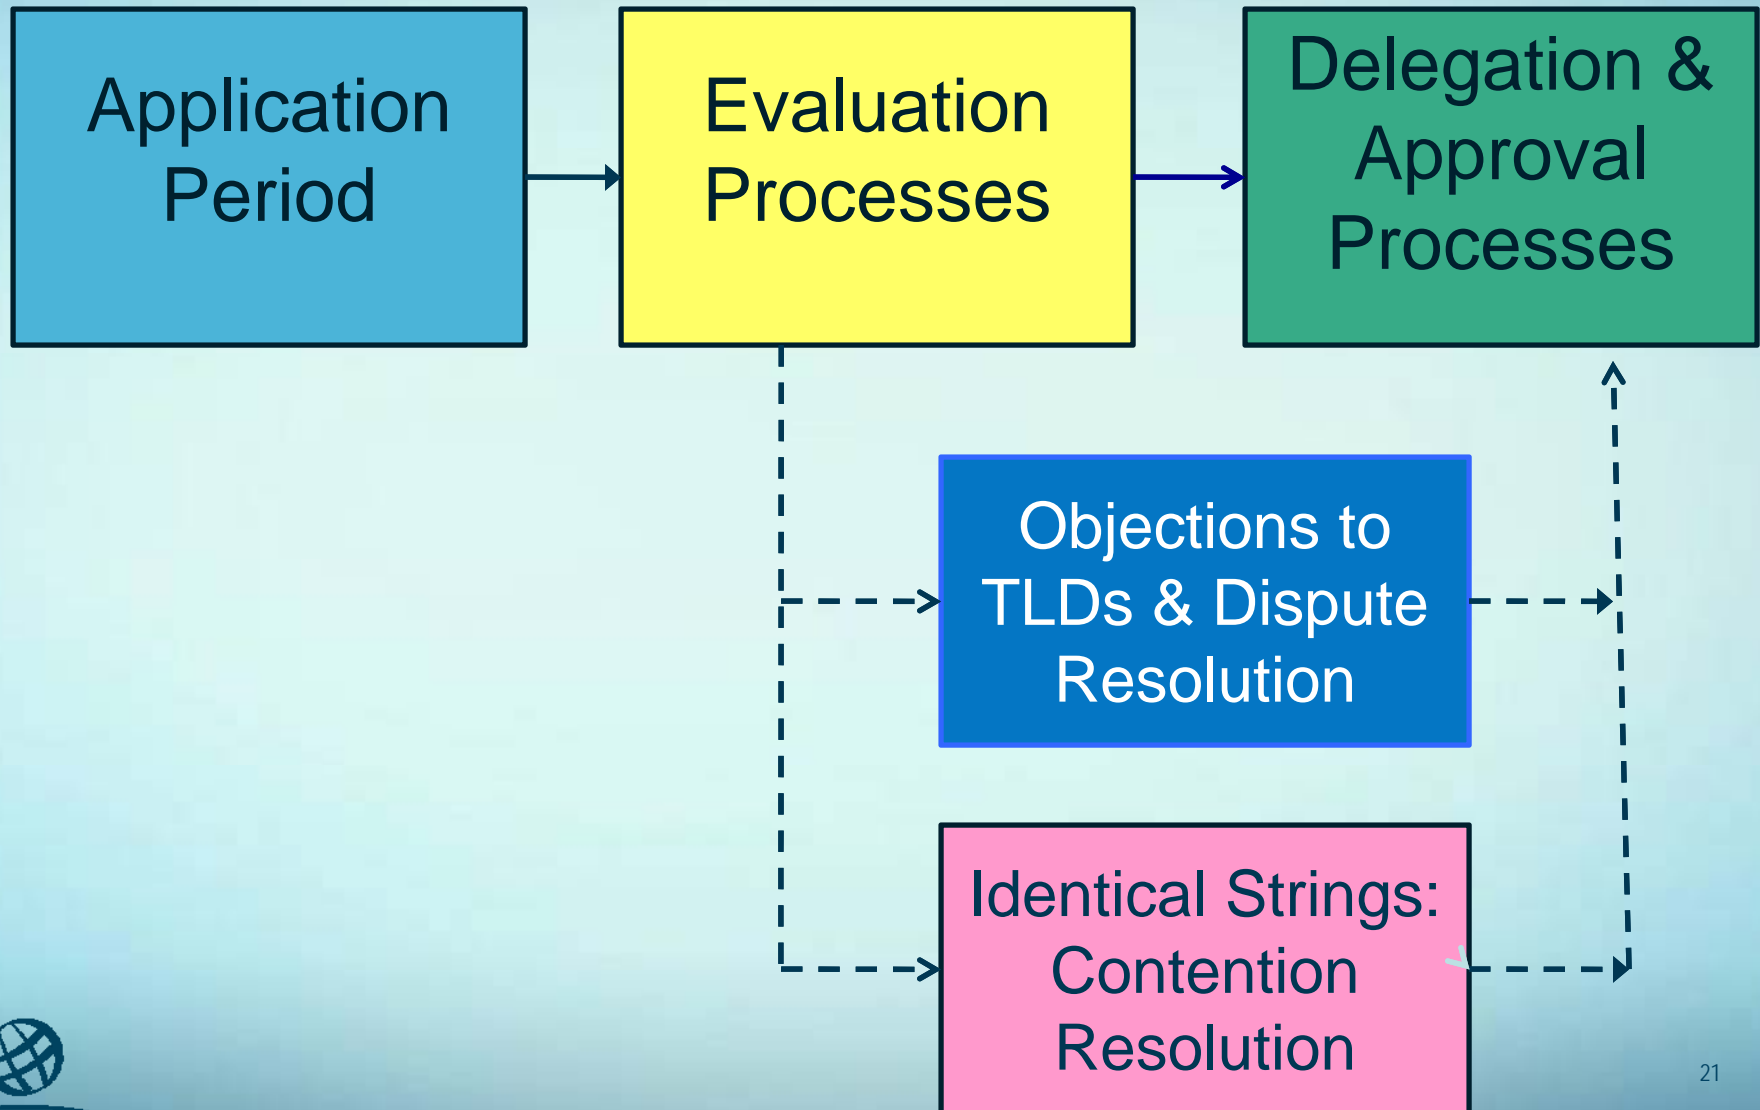 Application
Period
Evaluation
Processes
Delegation &
Approval
Processes
Objections to
TLDs & Dispute
Resolution
Identical Strings:
Contention
Resolution
21